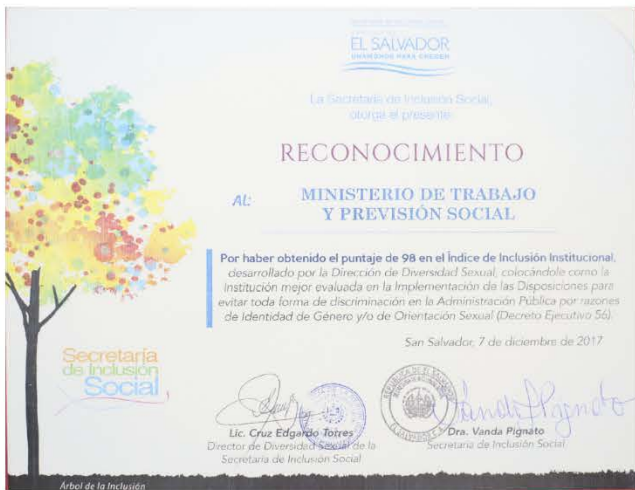 EL SALVADOR
UNÁMONOS PARA CRECER
La Secretaría de Inclusión Social,
otorga el presente:
RECONOCIMIENTO
AL: MINISTERIO DE TRABAJO
Y PREVISIÓN SOCIAL
Por haber obtenido el puntaje de 98 en el Índice de Inclusión Institucional,
desarrollado por la Dirección de Diversidad Sexual, colocándole como la
Institución mejor evaluada en la Implementación de las Disposiciones para
evitar toda forma de discriminación en la Administración Pública por razones
de Identidad de Género y/o de Orientación Sexual (Decreto Ejecutivo 56).
San Salvador, 7 de diciembre de 2017
Secretaría
de Inclusión
Social
Lic. Cruz Edgardo Torres
Director de Diversidad Sexual de la
Secretaría de Inclusión Social
Dra. Vanda Pignato
Secretaria de Inclusión Social
Árbol de la Inclusión